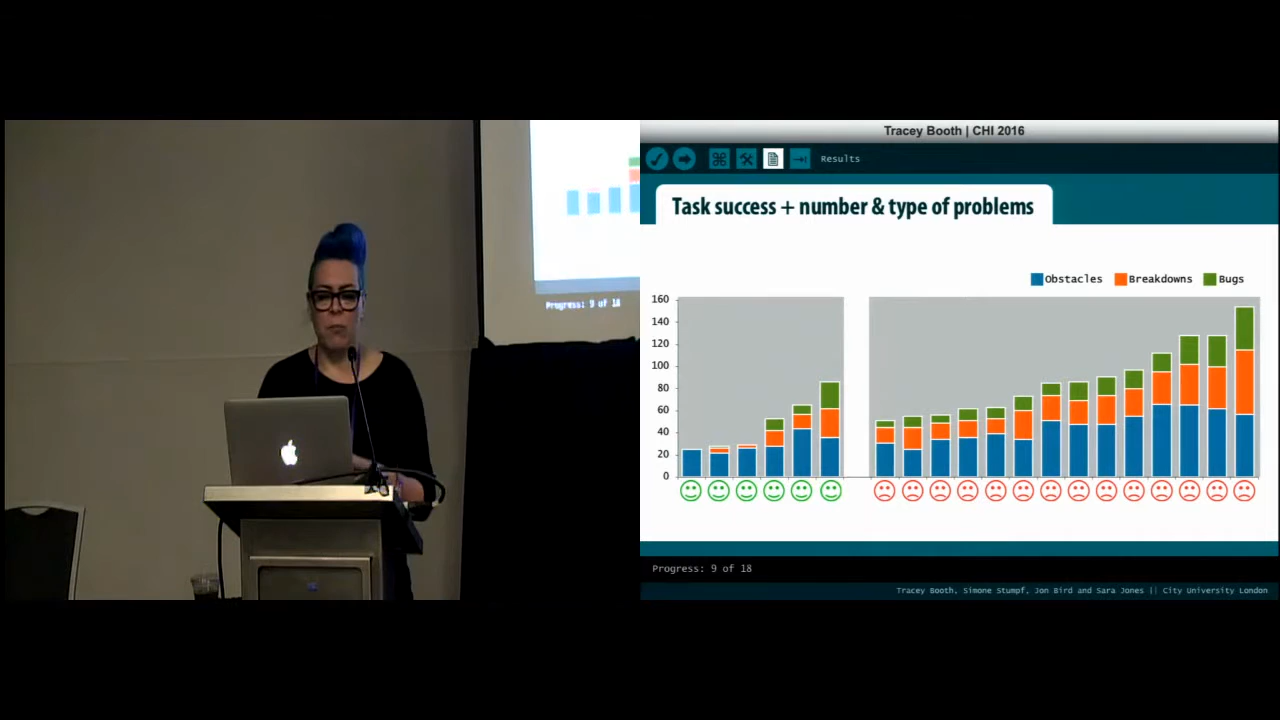 Progress: 9 of 18
Tracey Booth | CHI 2016
Results
Task success + number & type of problems
Obstacles Breakdowns Bugs
160
140
120
100
80
60
40
20
0
Progress: 9 of 18
Tracey Booth, Simone Stumpf, Jon Bird and Sara Jones || City University London